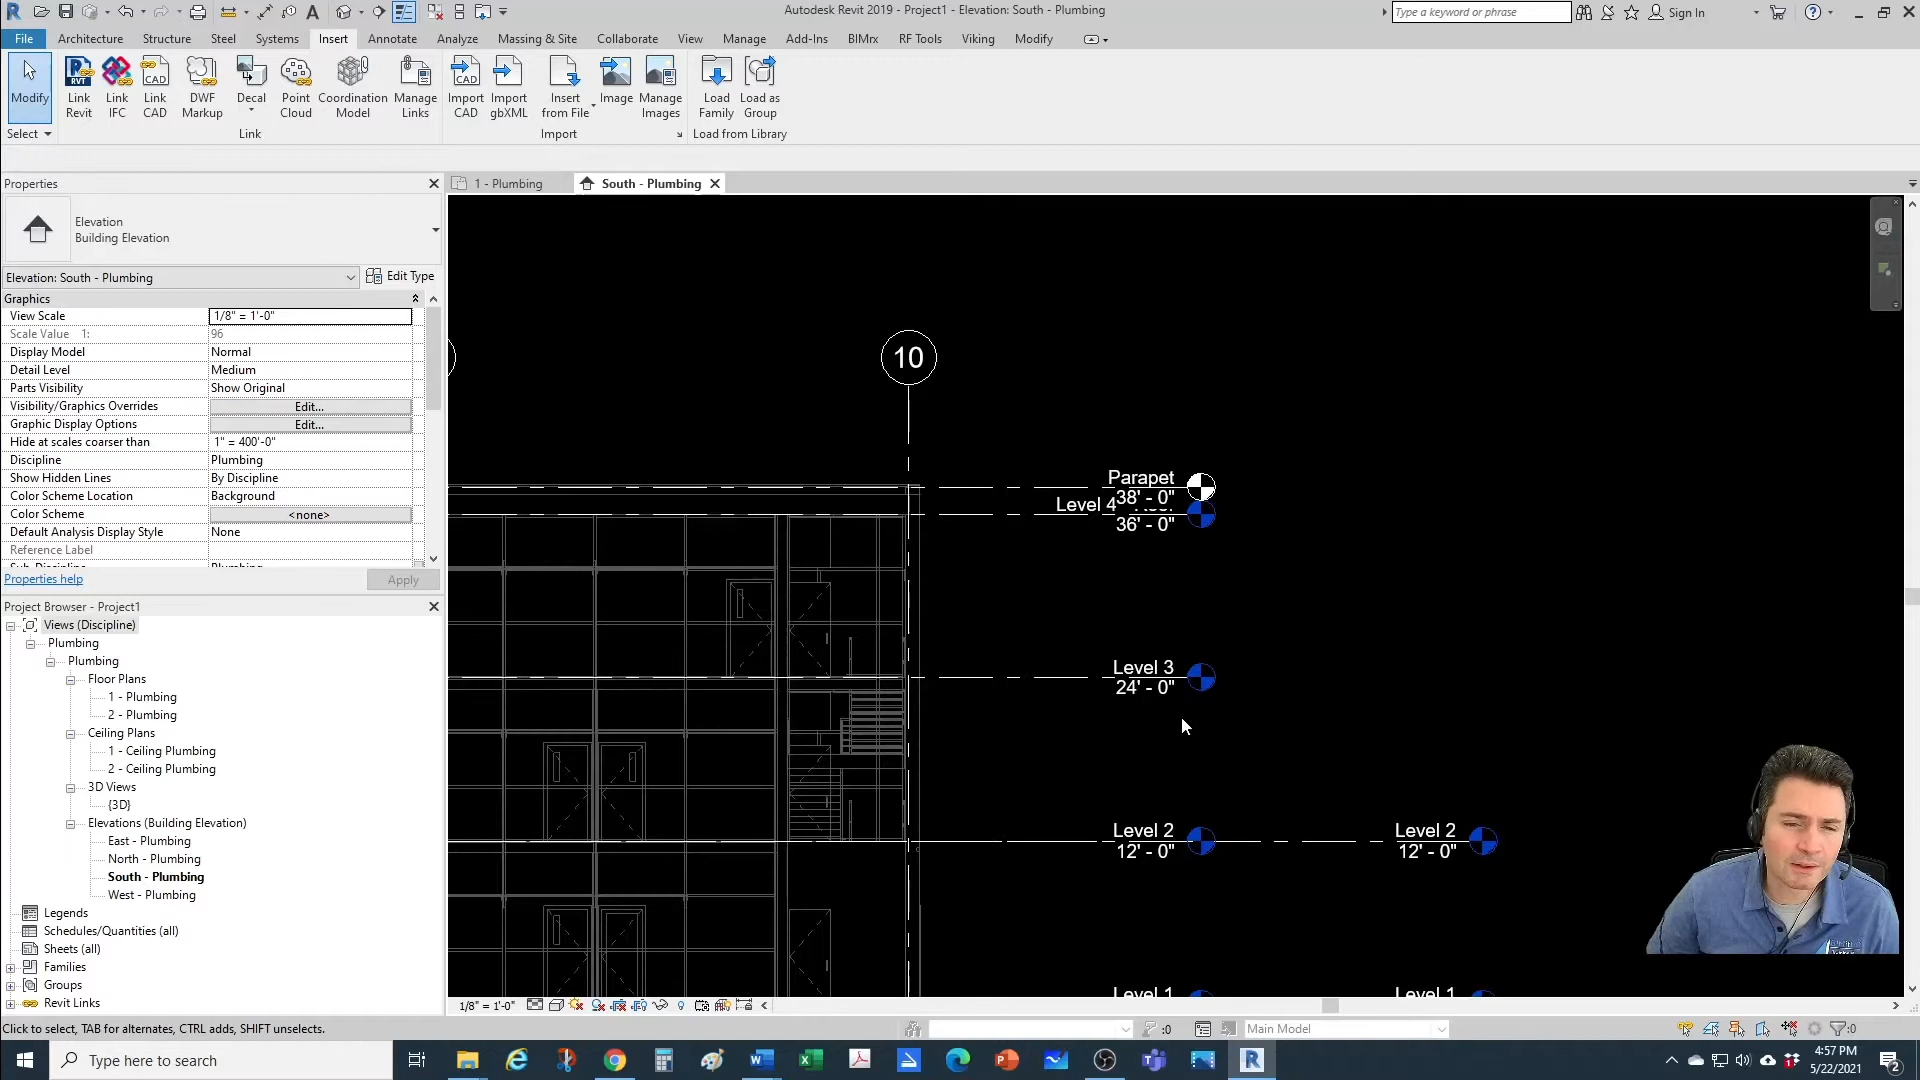 Autodesk Revit 2019 - Project1 - Elevation: South - Plumbing
Type a keyword or phrase
Sign In
File
Architecture
Structure
Steel
Systems
Insert
Annotate
Analyze
Massing & Site
Collaborate
View
Manage
Add-Ins
BIMrx
RF Tools
Viking
Modify
Modify
Link Revit
Link IFC
Link CAD
DWF Markup
Decal
Point Cloud
Coordination Model
Manage Links
Import CAD
Import gbXML
Insert from File
Image
Manage Images
Load Family
Load as Group
Select
Link
Import
Load from Library
Properties
1 - Plumbing
South - Plumbing
Elevation
Building Elevation
Elevation: South - Plumbing
Edit Type
Graphics
View Scale 1/8" = 1'-0"
Scale Value 1: 96
Display Model Normal
Detail Level Medium
Parts Visibility Show Original
Visibility/Graphics Overrides Edit...
Graphic Display Options Edit...
Hide at scales coarser than 1" = 400'-0"
Discipline Plumbing
Show Hidden Lines By Discipline
Color Scheme Location Background
Color Scheme <none>
Default Analysis Display Style None
Reference Label
Sub-Discipline Plumbing
Properties help
Apply
Project Browser - Project1
Views (Discipline)
Plumbing
Plumbing
Floor Plans
1 - Plumbing
2 - Plumbing
Ceiling Plans
1 - Ceiling Plumbing
2 - Ceiling Plumbing
3D Views
{3D}
Elevations (Building Elevation)
East - Plumbing
North - Plumbing
South - Plumbing
West - Plumbing
Legends
Schedules/Quantities (all)
Sheets (all)
Families
Groups
Revit Links
10
Parapet
38' - 0"
Level 4
36' - 0"
Level 3
24' - 0"
Level 2
12' - 0"
Level 2
12' - 0"
Level 1
Level 1
1/8" = 1'-0"
Click to select, TAB for alternates, CTRL adds, SHIFT unselects.
:0
Main Model
:0
Type here to search
4:57 PM
5/22/2021
2